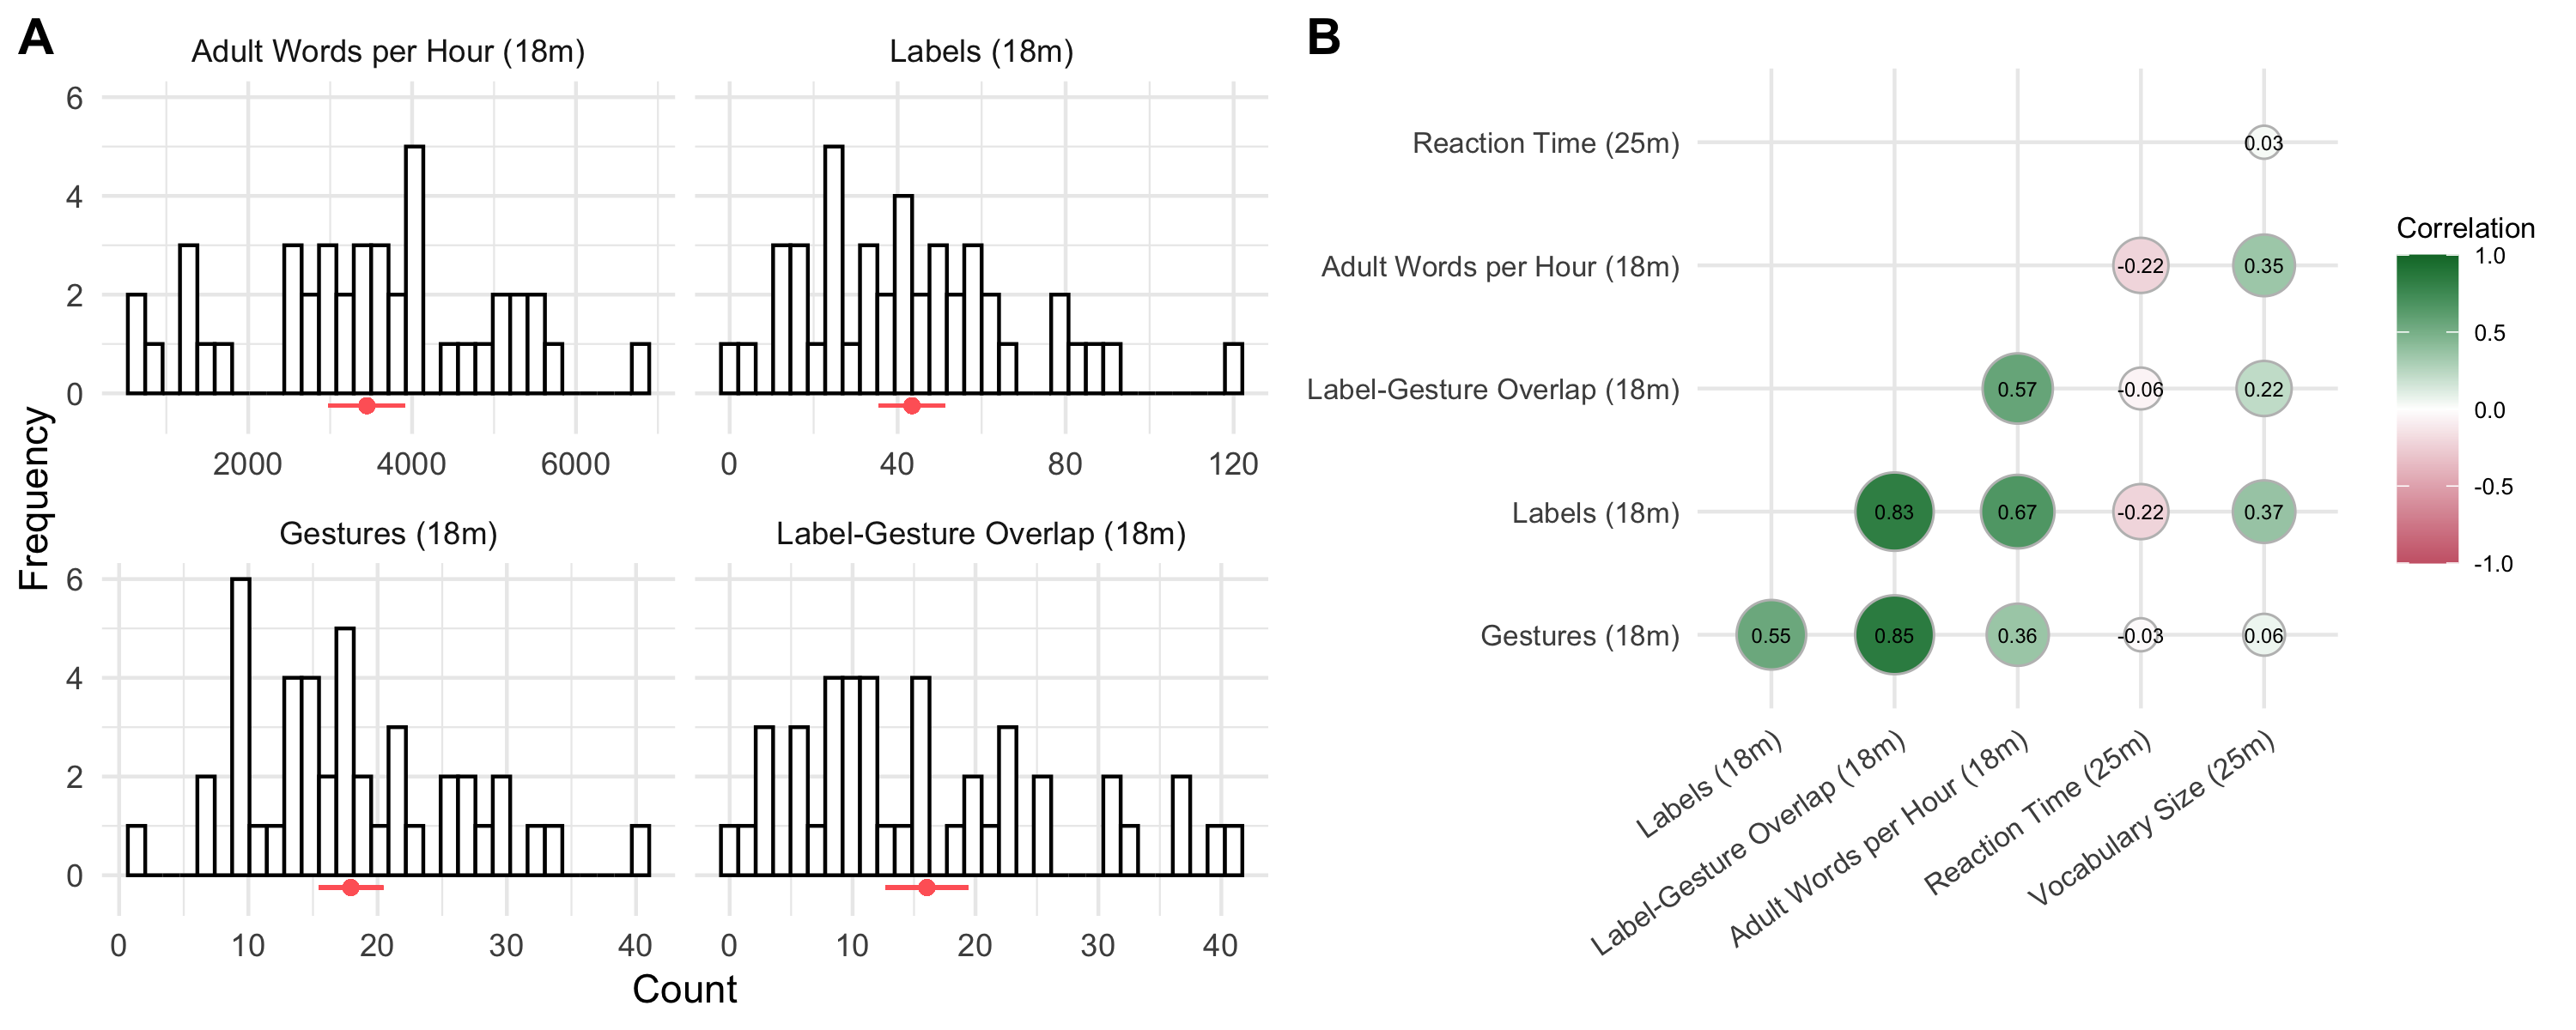 A
Adult Words per Hour (18m)
Labels (18m)
6
4
2
0
2000 4000 6000
0 40 80 120
Frequency
Gestures (18m)
Label-Gesture Overlap (18m)
6
4
2
0
0 10 20 30 40
0 10 20 30 40
Count
B
Reaction Time (25m)
0.03
Adult Words per Hour (18m)
-0.22 0.35
Label-Gesture Overlap (18m)
0.57 -0.06 0.22
Labels (18m)
0.83 0.67 -0.22 0.37
Gestures (18m)
0.55 0.85 0.36 -0.03 0.06
Labels (18m)
Label-Gesture Overlap (18m)
Adult Words per Hour (18m)
Reaction Time (25m)
Vocabulary Size (25m)
Correlation
1.0
0.5
0.0
-0.5
-1.0